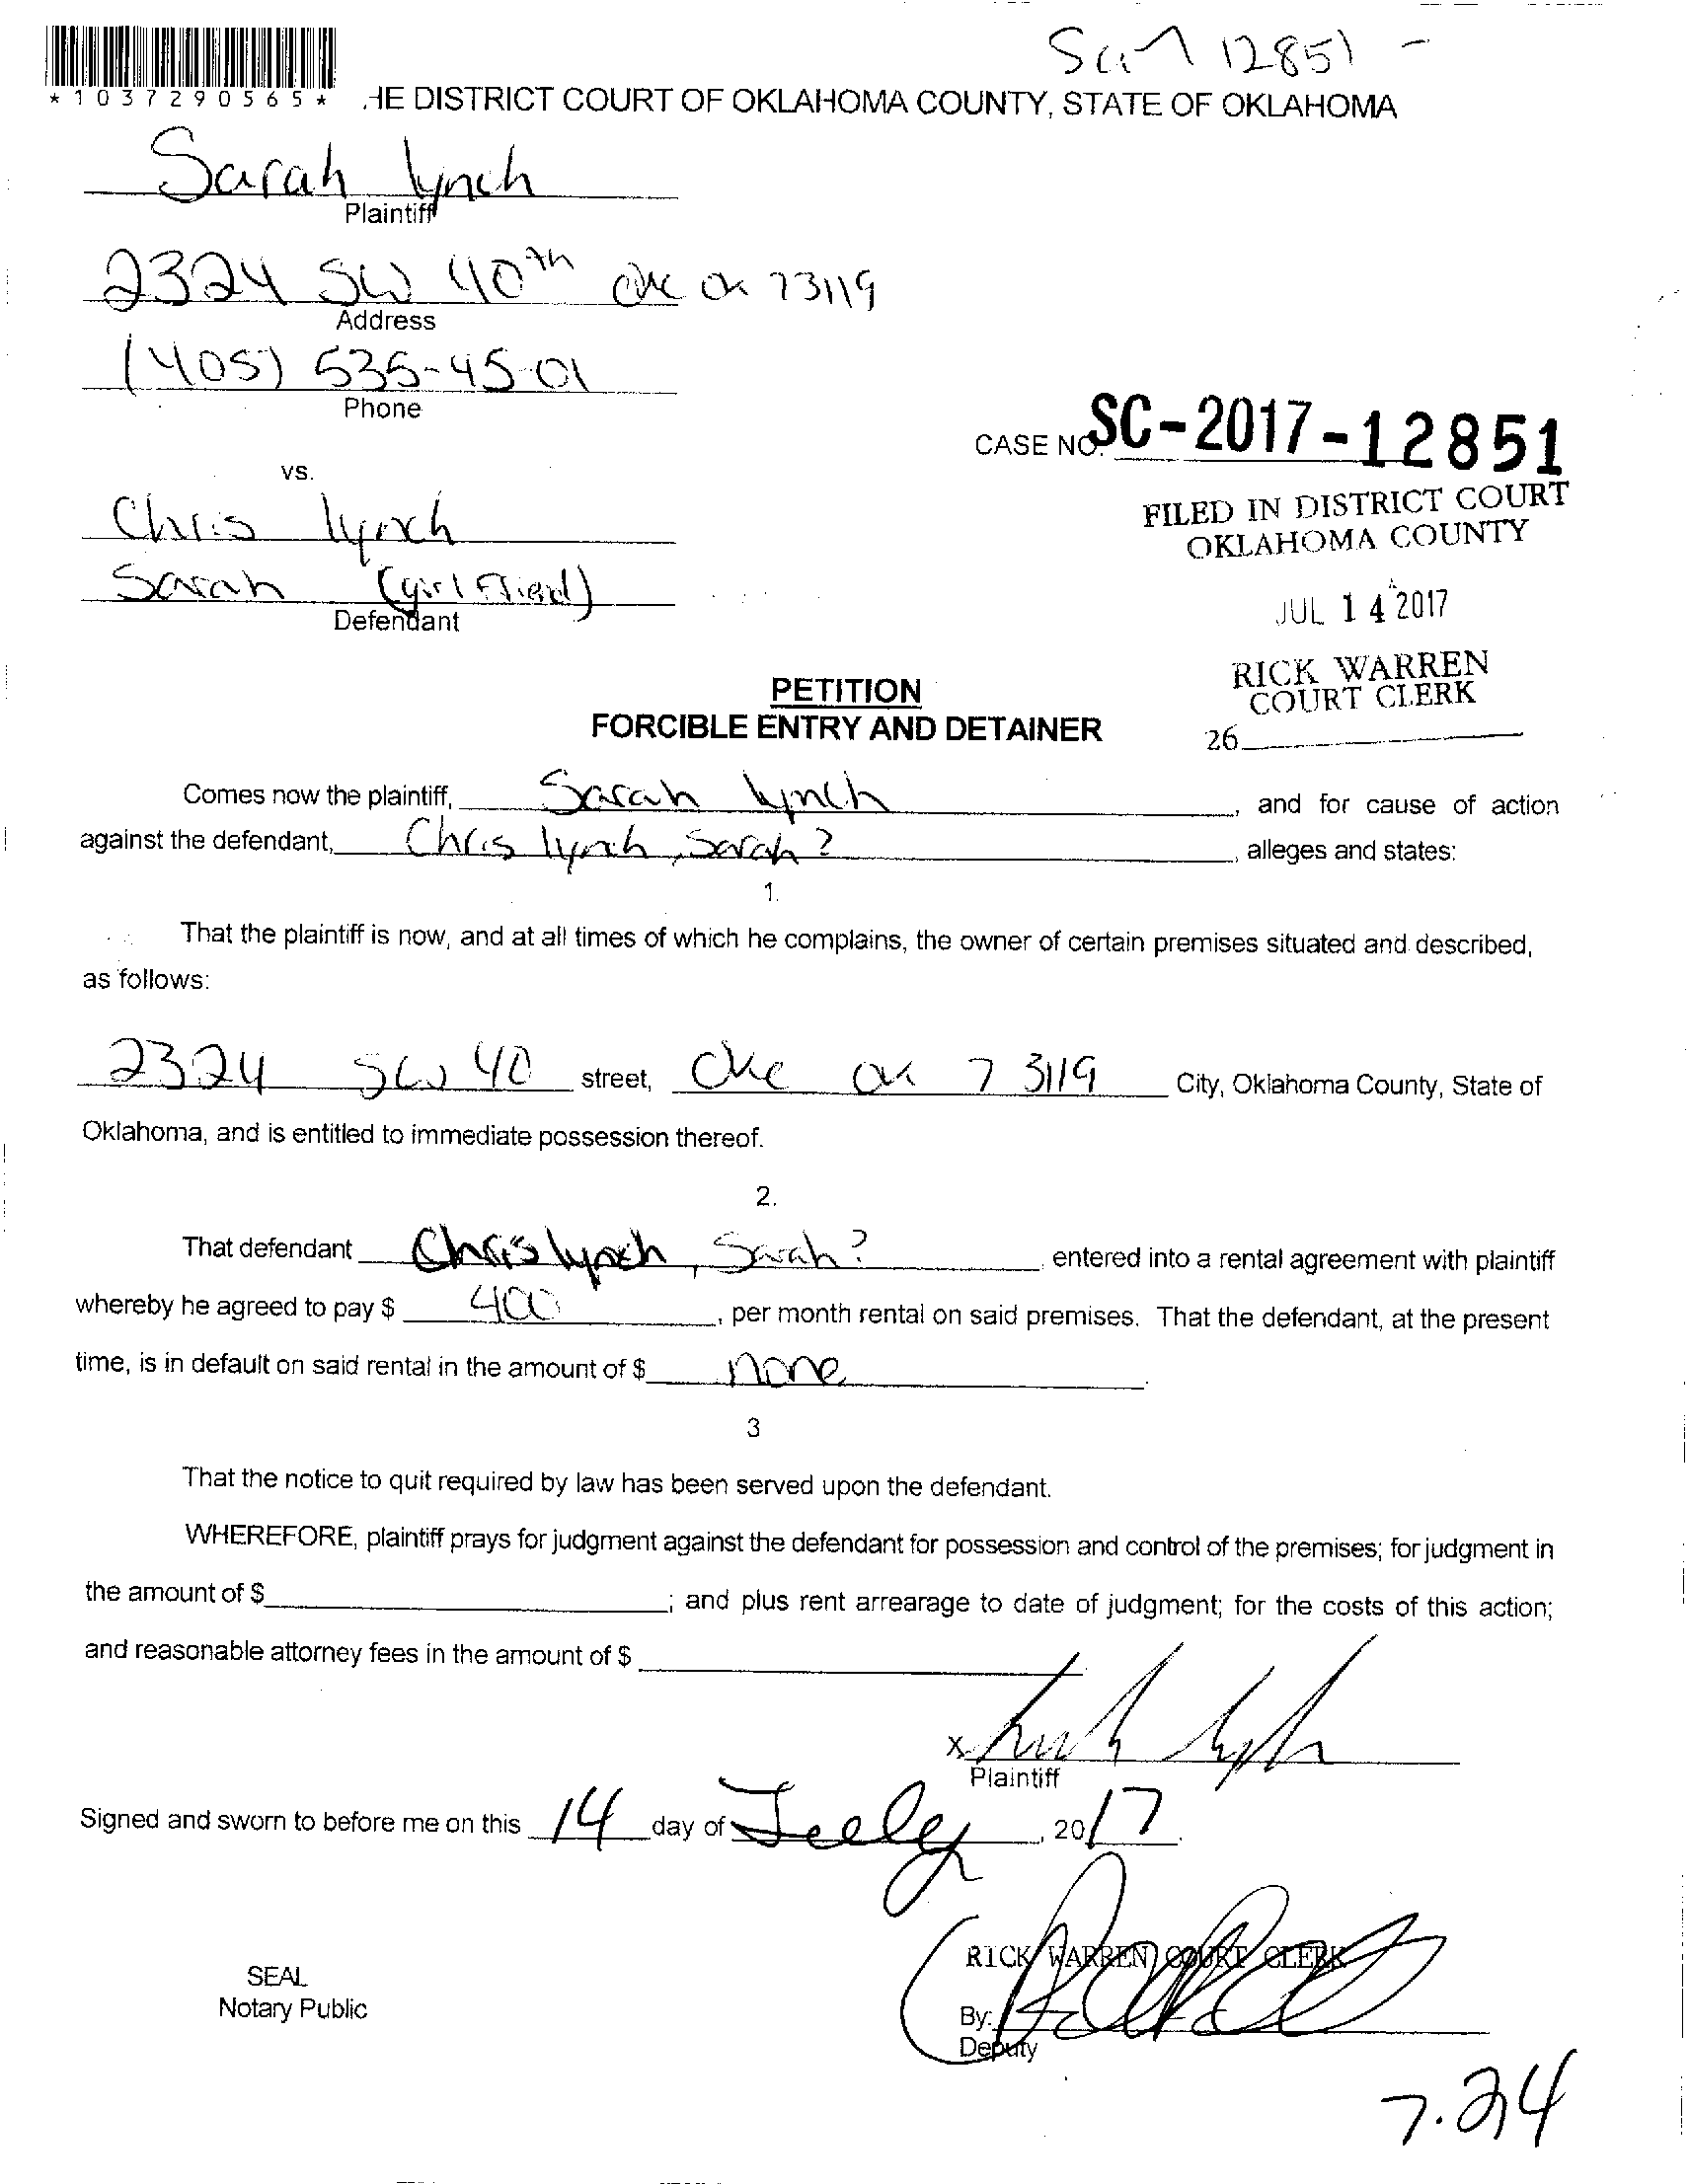 12851 -
*1037290565* HE DISTRICT COURT OF OKLAHOMA COUNTY, STATE OF OKLAHOMA
Sarah lynch
Plaintiff
2324 SW 40th okc ok 73119
Address
(405) 535-45-01
Phone
CASE NO. SC-2017-12851
vs.
Chris lynch
FILED IN DISTRICT COURT
OKLAHOMA COUNTY
Sarah (girl Friend)
Defendant
JUL 14 2017
RICK WARREN
COURT CLERK
26
PETITION
FORCIBLE ENTRY AND DETAINER
Comes now the plaintiff, Sarah lynch, and for cause of action
against the defendant, Chris lynch, Sarah?, alleges and states:
1.
That the plaintiff is now, and at all times of which he complains, the owner of certain premises situated and described,
as follows:
2324 SW 40 street, Okc ok 73119 City, Oklahoma County, State of
Oklahoma, and is entitled to immediate possession thereof.
2.
That defendant Chris lynch, Sarah? entered into a rental agreement with plaintiff
whereby he agreed to pay $ 400, per month rental on said premises. That the defendant, at the present
time, is in default on said rental in the amount of $ none
3
That the notice to quit required by law has been served upon the defendant.
WHEREFORE, plaintiff prays for judgment against the defendant for possession and control of the premises; for judgment in
the amount of $; and plus rent arrearage to date of judgment; for the costs of this action;
and reasonable attorney fees in the amount of $
X
Plaintiff
Signed and sworn to before me on this 14 day of July, 2017.
RICK WARREN COURT CLERK
SEAL
Notary Public
By:
Deputy
7.24